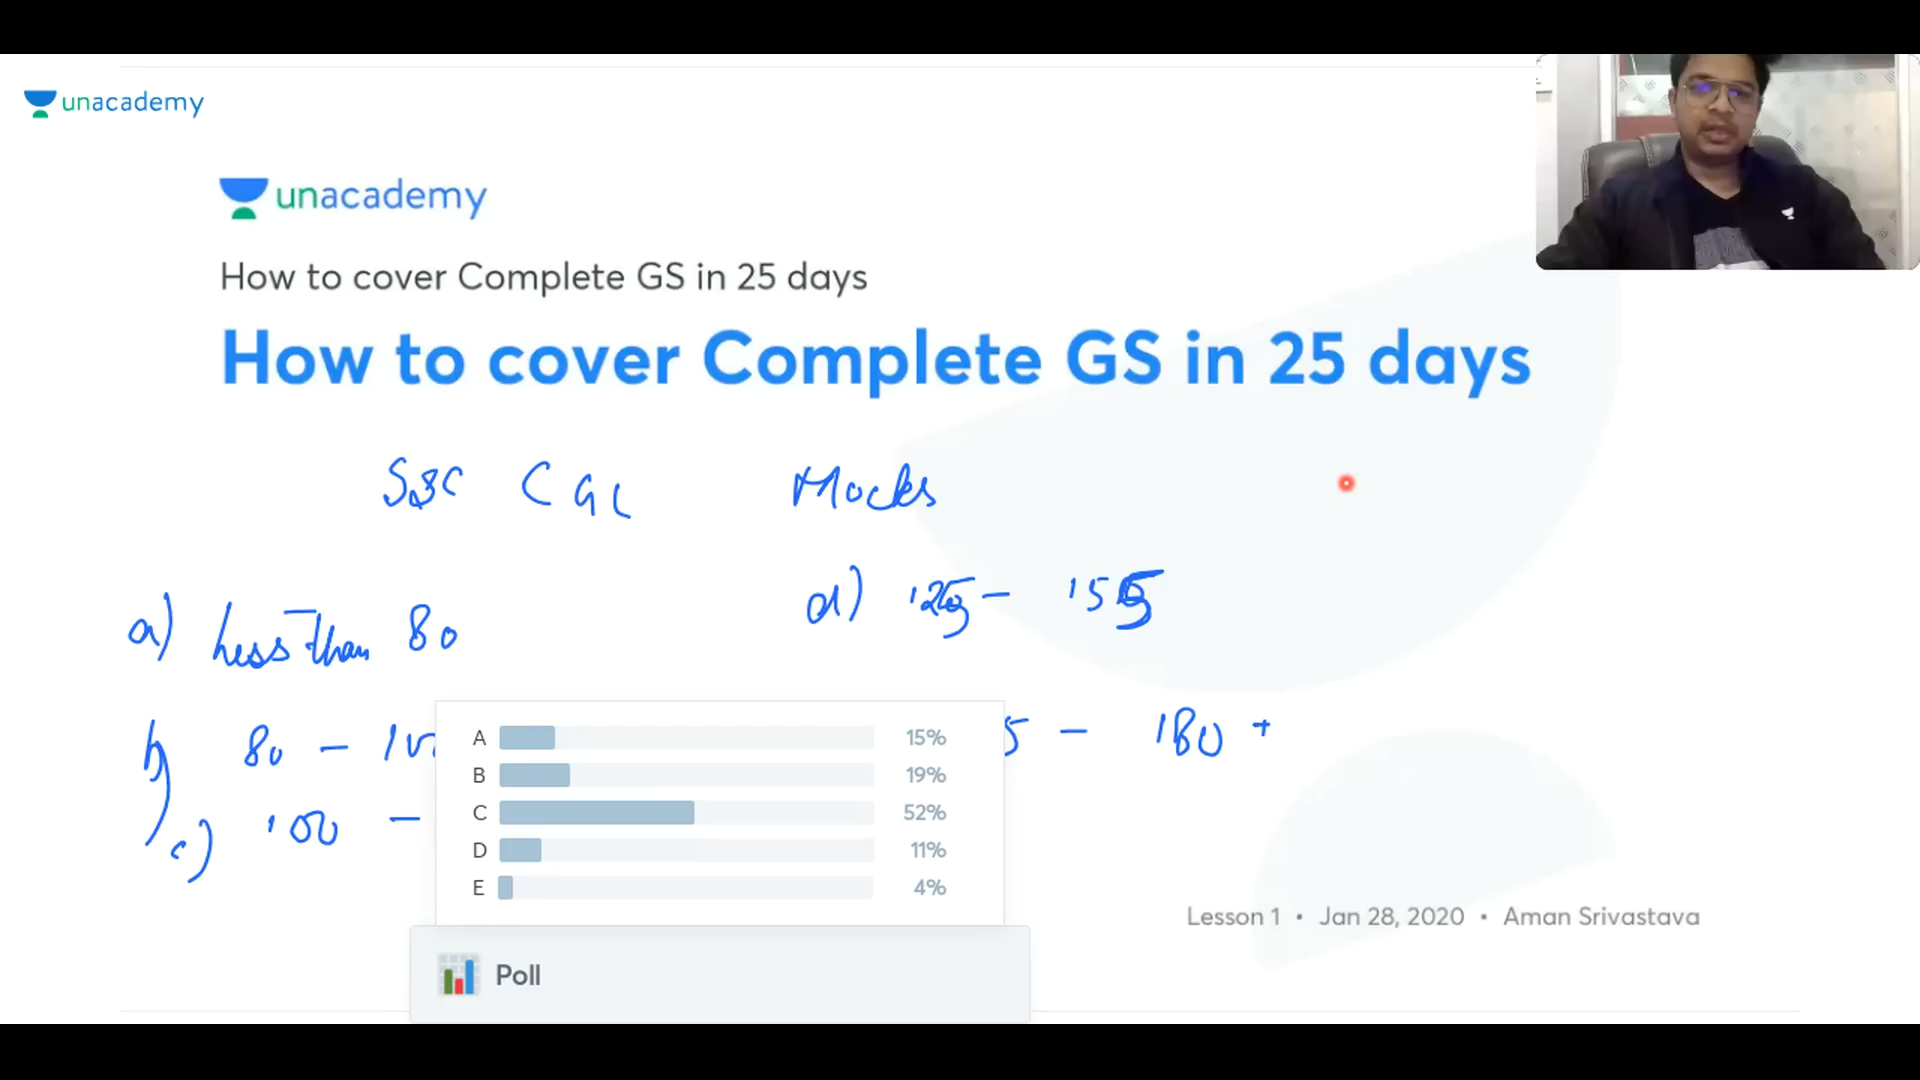 unacademy
unacademy
How to cover Complete GS in 25 days
How to cover Complete GS in 25 days
SSC CGL Mocks
a) Less than 80
d) 125 - 155
b) 80 -
5 - 180 +
c) 100 -
A 15%
B 19%
C 52%
D 11%
E 4%
Lesson 1 • Jan 28, 2020 • Aman Srivastava
Poll